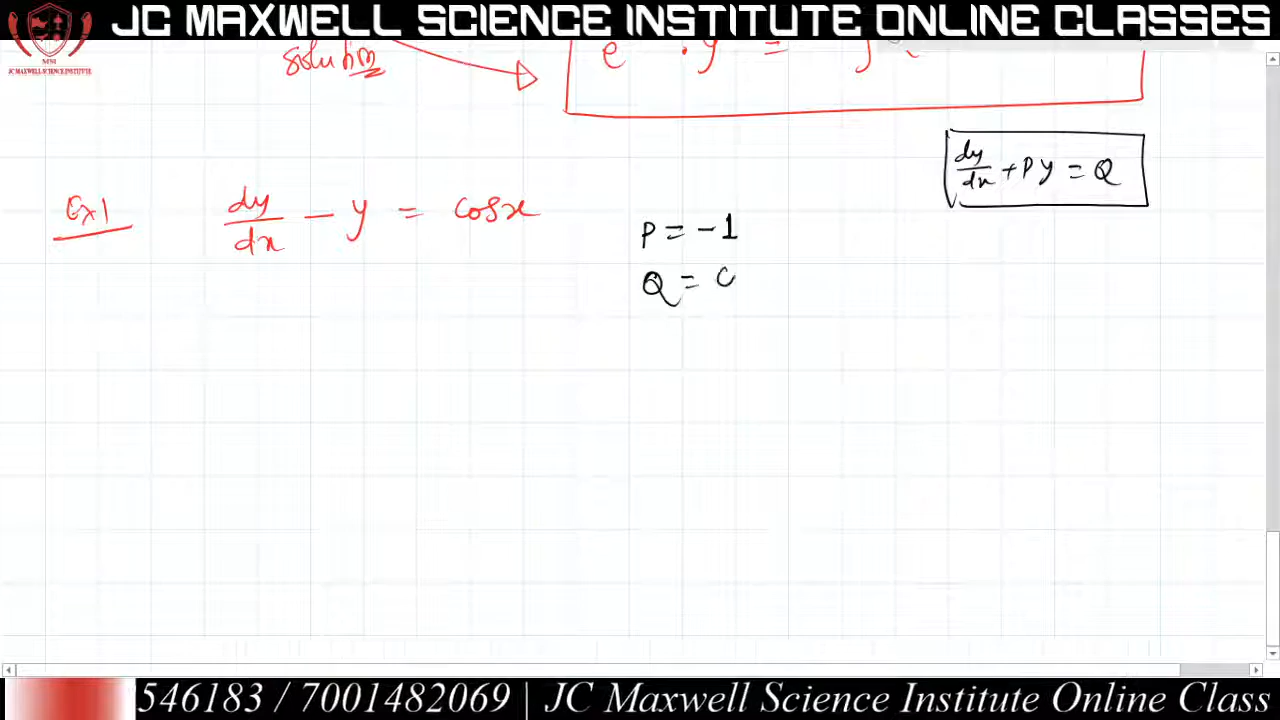 JC MAXWELL SCIENCE INSTITUTE ONLINE CLASSES
MSI
JC MAXWELL SCIENCE INSTITUTE
solution
e . y =
dy/dx + Py = Q
Ex1 dy/dx - y = cosx
P = -1
Q = c
546183 / 7001482069 | JC Maxwell Science Institute Online Class